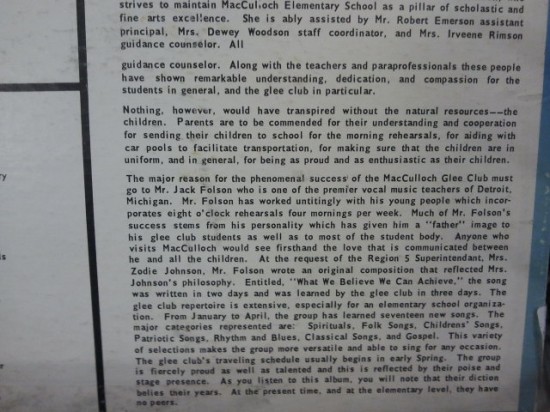 strives to maintain MacCulloch Elementary School as a pillar of scholastic and
fine arts excellence. She is ably assisted by Mr. Robert Emerson assistant
principal, Mrs. Dewey Woodson staff coordinator, and Mrs. Irveene Rimson
guidance counselor. All
guidance counselor. Along with the teachers and paraprofessionals these people
have shown remarkable understanding, dedication, and compassion for the
students in general, and the glee club in particular.
Nothing, however, would have transpired without the natural resources—the
children. Parents are to be commended for their understanding and cooperation
for sending their children to school for the morning rehearsals, for aiding with
car pools to facilitate transportation, for making sure that the children are in
uniform, and in general, for being as proud and as enthusiastic as their children.
The major reason for the phenomenal success of the MacCulloch Glee Club must
go to Mr. Jack Folson who is one of the premier vocal music teachers of Detroit,
Michigan. Mr. Folson has worked untitingly with his young people which incor-
porates eight o'clock rehearsals four mornings per week. Much of Mr. Folson's
success stems from his personality which has given him a "father" image to
his glee club students as well as to most of the student body. Anyone who
visits MacCulloch would see firsthand the love that is communicated between
he and all the children. At the request of the Region 5 Superintendant, Mrs.
Zodie Johnson, Mr. Folson wrote an original composition that reflected Mrs.
Johnson's philosophy. Entitled, "What We Believe We Can Achieve," the song
was written in two days and was learned by the glee club in three days. The
glee club repertoire is extensive, especially for an elementary school organiza-
tion. From January to April, the group has learned seventeen new songs. The
major categories represented are: Spirituals, Folk Songs, Childrens' Songs,
Patriotic Songs, Rhythm and Blues, Classical Songs, and Gospel. This variety
of selections makes the group more versatile and able to sing for any occasion.
The glee club's traveling schedule usually begins in early Spring. The group
is fiercely proud as well as talented and this is reflected by their poise and
stage presence. As you listen to this album, you will note that their diction
belies their years. At the present time, and at the elementary level, they have
no peers.